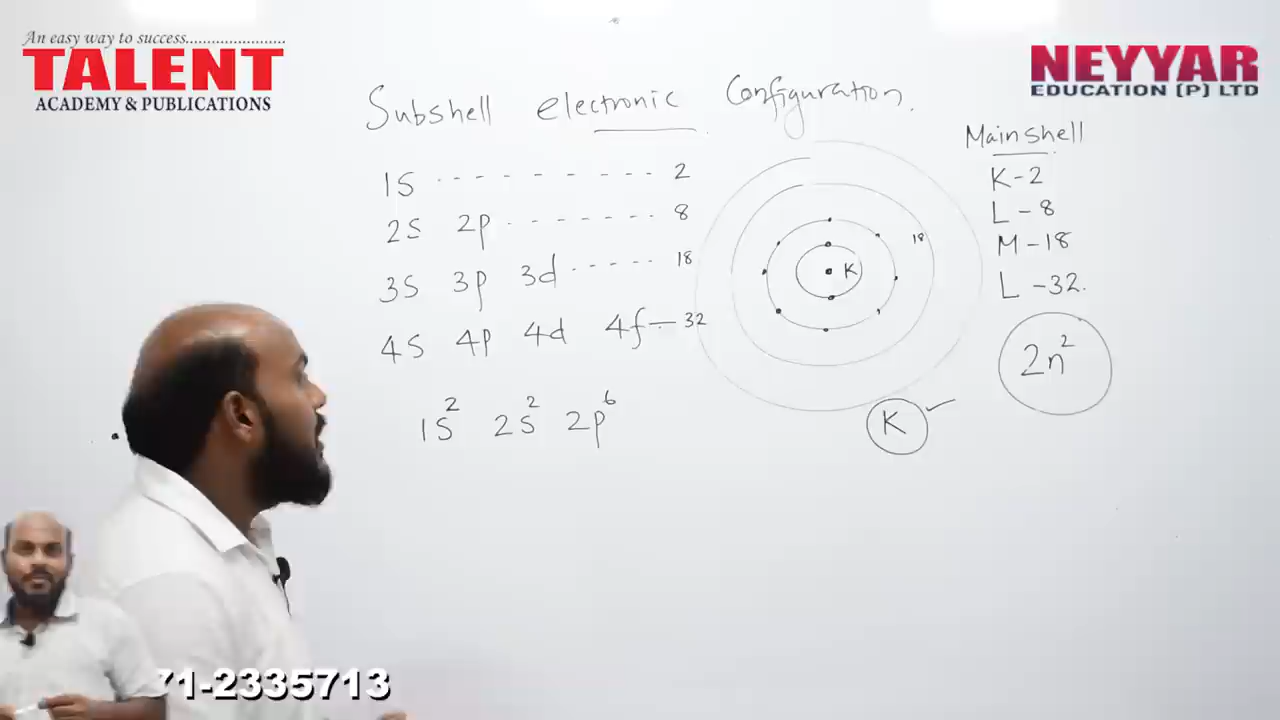 An easy way to success.......................
TALENT
ACADEMY & PUBLICATIONS
NEYYAR
EDUCATION (P) LTD
Subshell electronic Configuration.
1S - - - - - - - - - 2
2S 2p - - - - - - - 8
3S 3p 3d - - - - - 18
4S 4p 4d 4f — 32
1S² 2S² 2p⁶
K
18
K
Main shell
K - 2
L - 8
M - 18
L - 32.
2n²
71-2335713